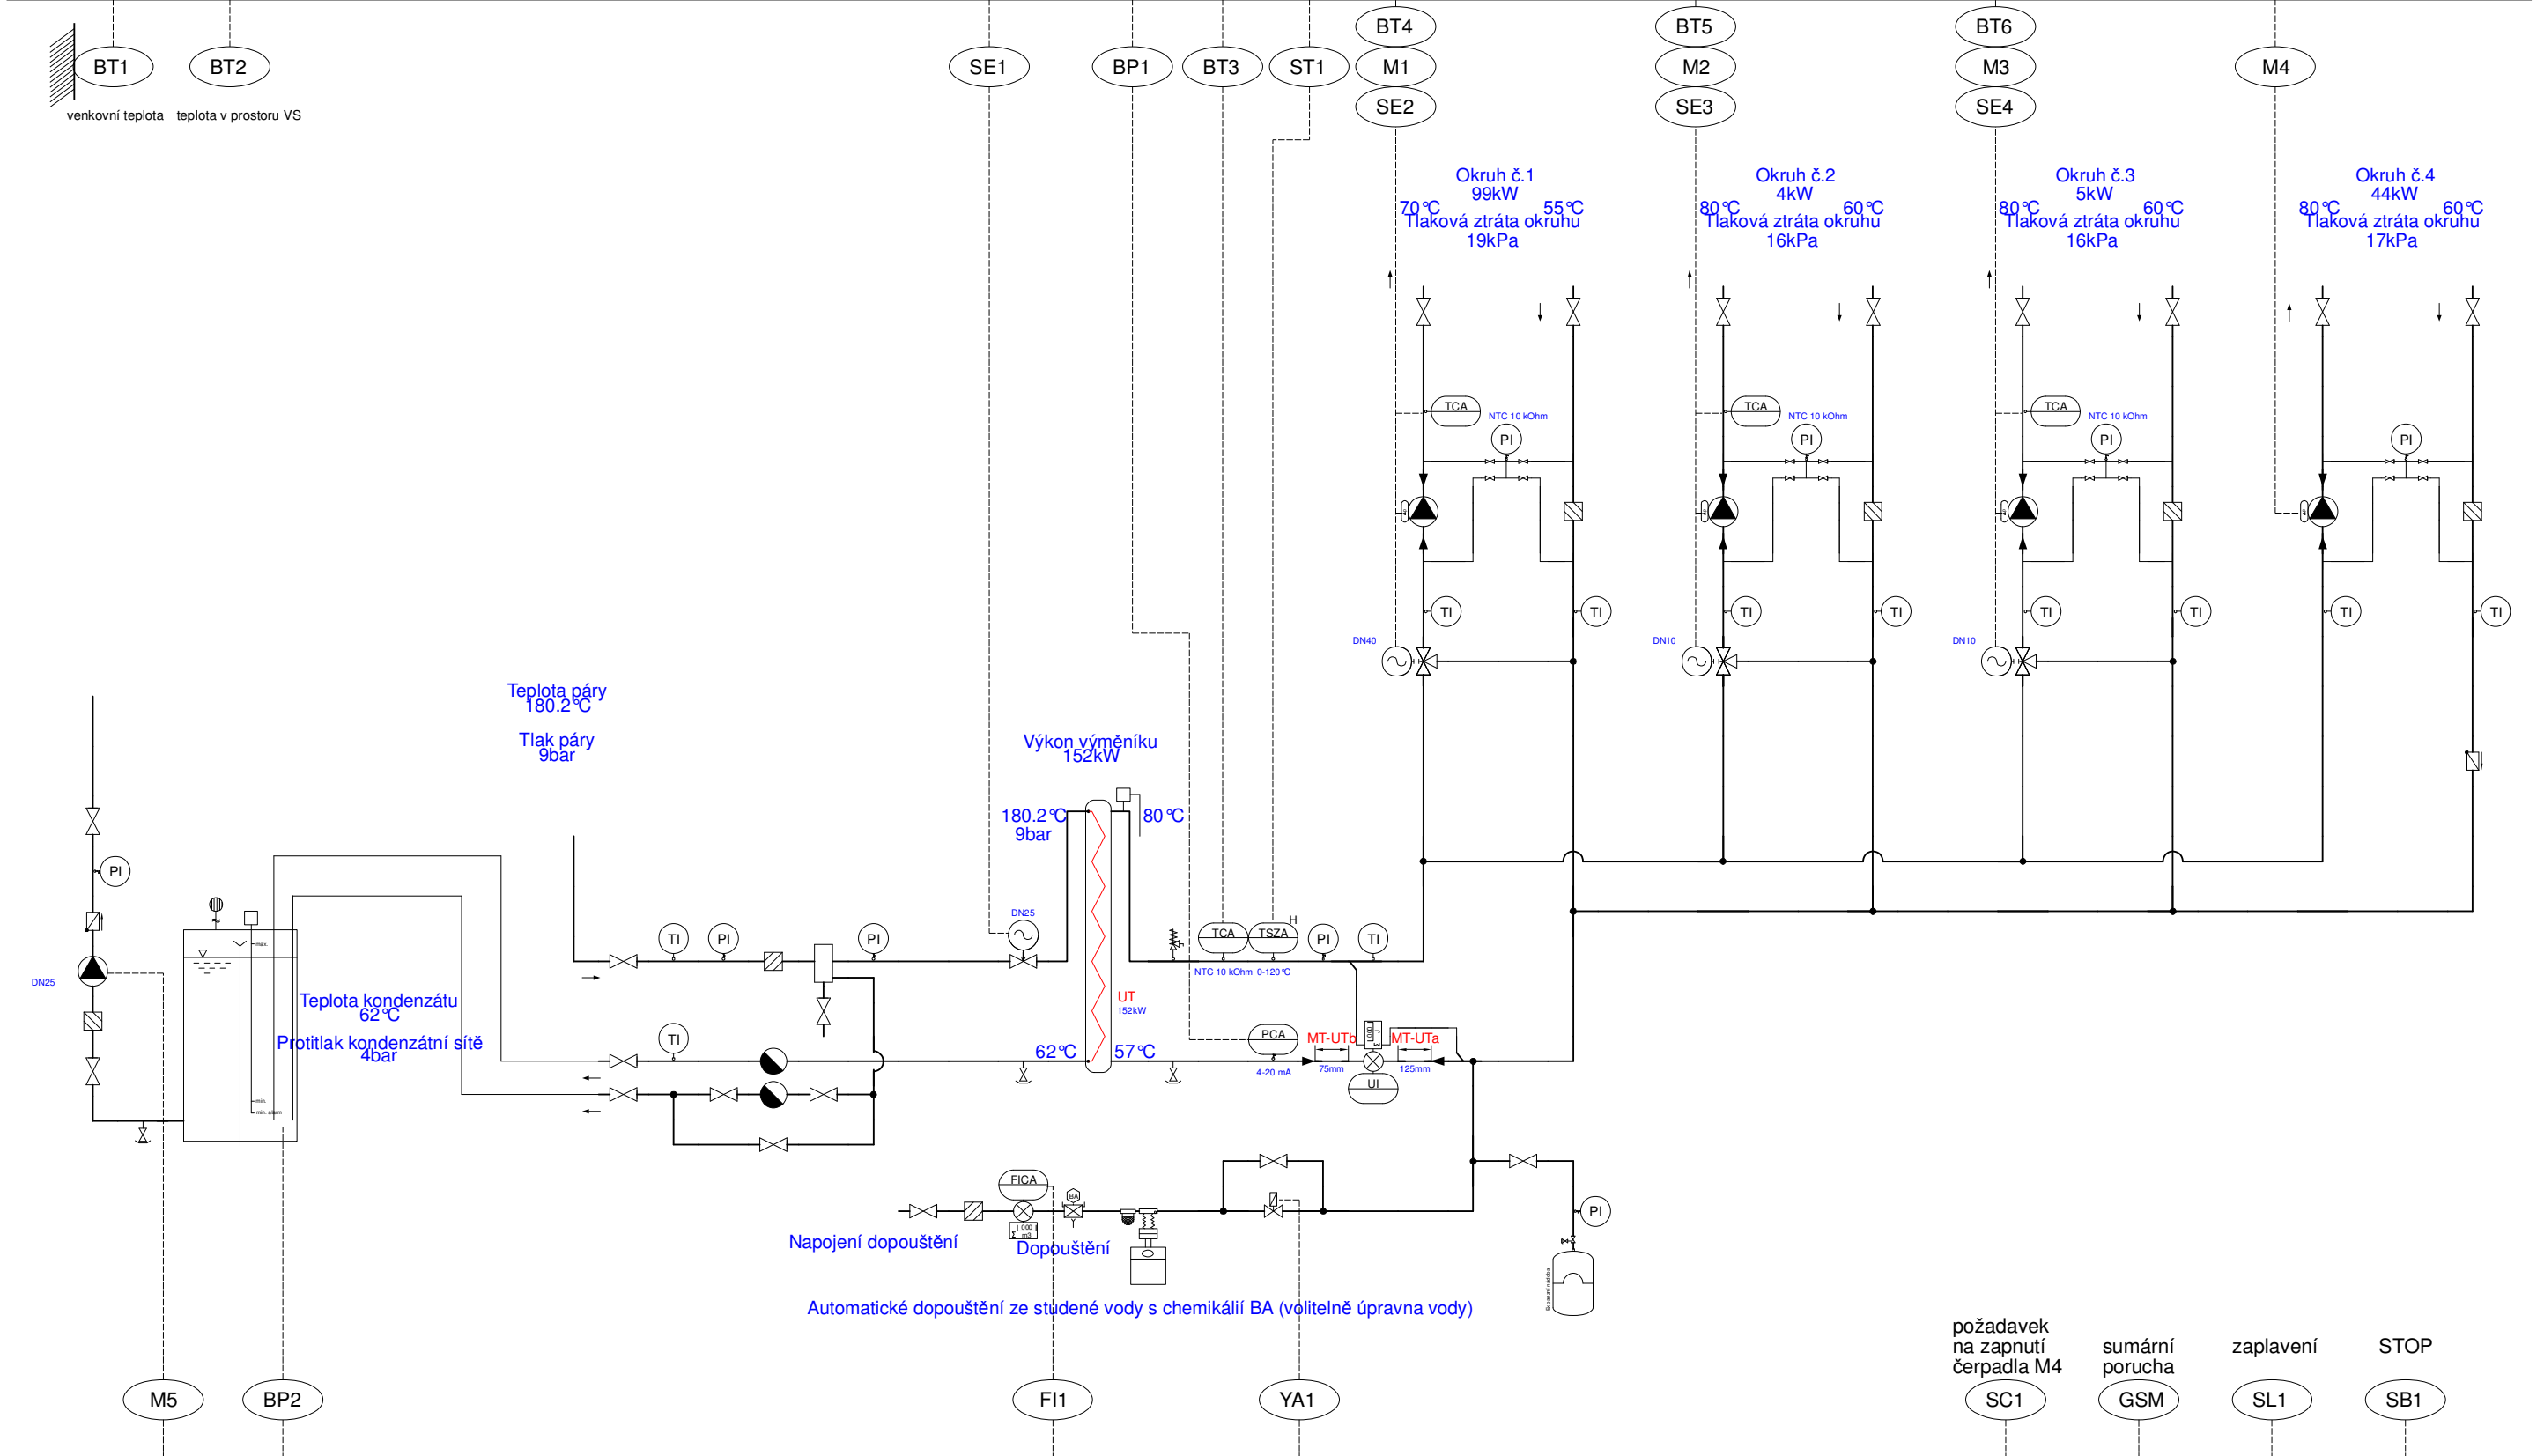 BT1
BT2
venkovní teplota
teplota v prostoru VS
SE1
BP1
BT3
ST1
BT4
M1
SE2
BT5
M2
SE3
BT6
M3
SE4
M4
Okruh č.1
99kW
70°C
55°C
Tlaková ztráta okruhu
19kPa
Okruh č.2
4kW
80°C
60°C
Tlaková ztráta okruhu
16kPa
Okruh č.3
5kW
80°C
60°C
Tlaková ztráta okruhu
16kPa
Okruh č.4
44kW
80°C
60°C
Tlaková ztráta okruhu
17kPa
TCA
NTC 10 kOhm
PI
TCA
NTC 10 kOhm
PI
TCA
NTC 10 kOhm
PI
PI
TI
TI
TI
TI
TI
TI
TI
TI
DN40
DN10
DN10
Teplota páry
180.2°C
Tlak páry
9bar
Výkon výměníku
152kW
180.2°C
9bar
80°C
PI
DN25
max.
min.
min. alarm
Teplota kondenzátu
62°C
Protitlak kondenzátní sítě
4bar
TI
PI
PI
DN25
TCA
TSZA
H
PI
TI
NTC 10 kOhm
0-120°C
UT
152kW
TI
62°C
57°C
PCA
4-20 mA
MT-UTb
75mm
MT-UTa
125mm
UI
FICA
BA
m3
PI
Expanzní nádoba
Napojení dopouštění
Dopouštění
Automatické dopouštění ze studené vody s chemikálií BA (volitelně úpravna vody)
požadavek
na zapnutí
čerpadla M4
sumární
porucha
zaplavení
STOP
M5
BP2
FI1
YA1
SC1
GSM
SL1
SB1